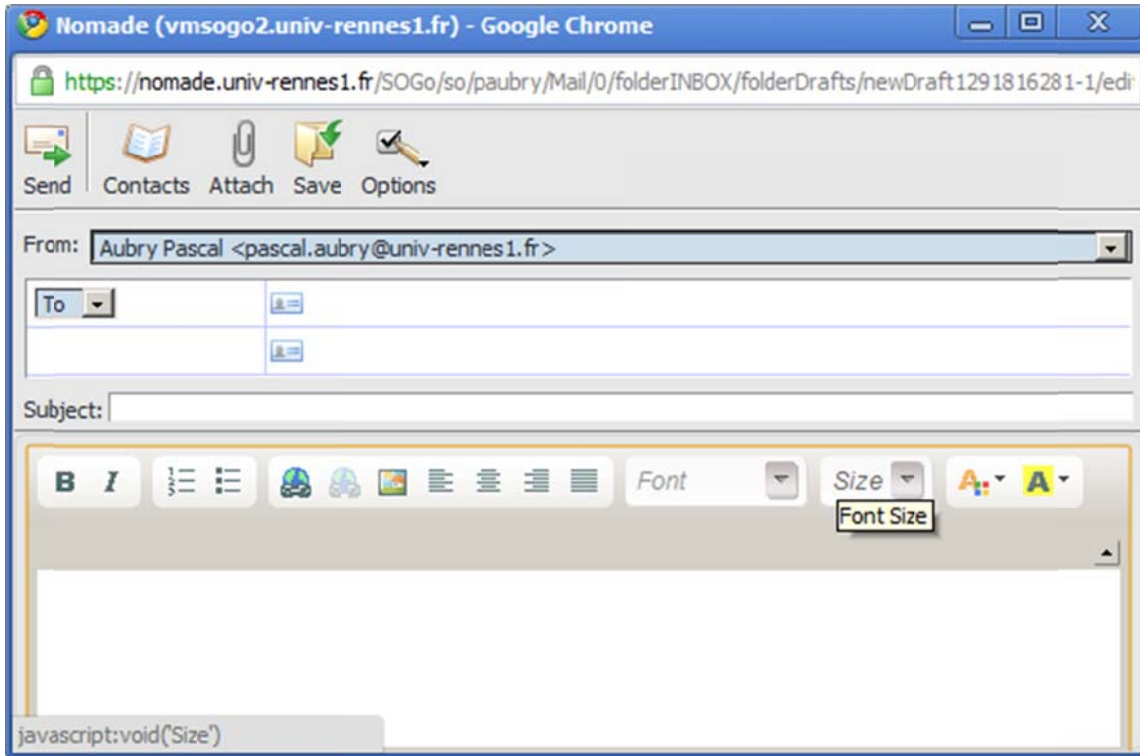 Nomade (vmsogo2.univ-rennes1.fr) - Google Chrome
https://nomade.univ-rennes1.fr/SOGo/so/paubry/Mail/0/folderINBOX/folderDrafts/newDraft1291816281-1/edi
Send Contacts Attach Save Options
From: Aubry Pascal <pascal.aubry@univ-rennes1.fr>
To
Subject:
B I Font Size A A
Font Size
javascript:void('Size')